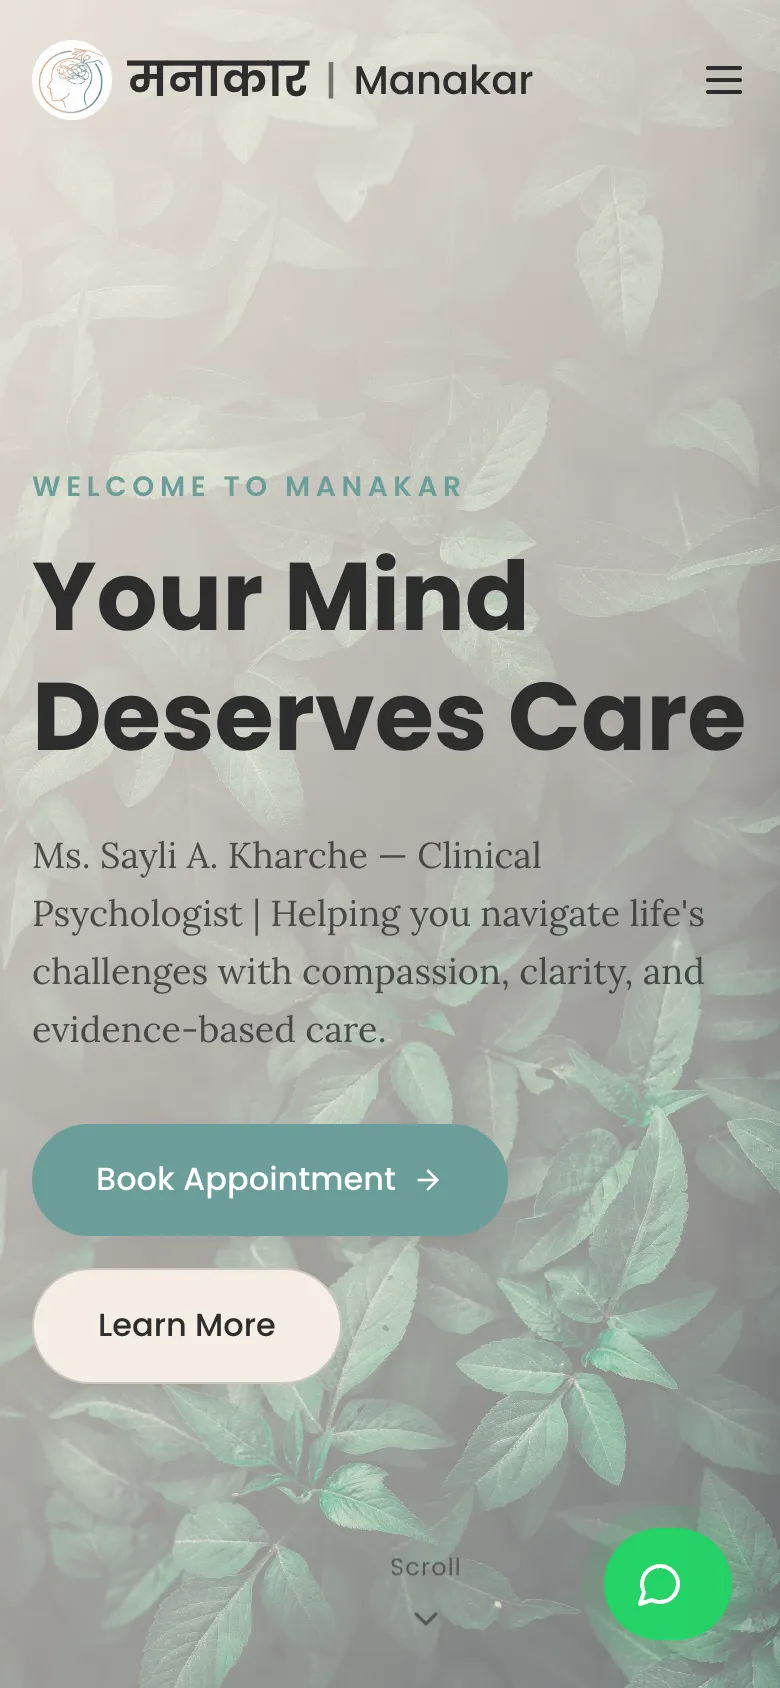 मनाकार | Manakar
WELCOME TO MANAKAR
Your Mind
Deserves Care
Ms. Sayli A. Kharche — Clinical
Psychologist | Helping you navigate life's
challenges with compassion, clarity, and
evidence-based care.
Book Appointment →
Learn More
Scroll